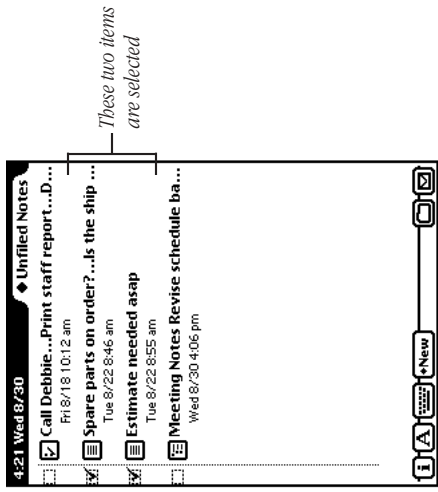 4:21 Wed 8/30
◆ Unfiled Notes
Call Debbie...Print staff report...D...
Fri 8/18 10:12 am
Spare parts on order?...Is the ship ...
Tue 8/22 8:46 am
Estimate needed asap
Tue 8/22 8:55 am
Meeting Notes Revise schedule ba...
Wed 8/30 4:06 pm
i A •New
These two items
are selected